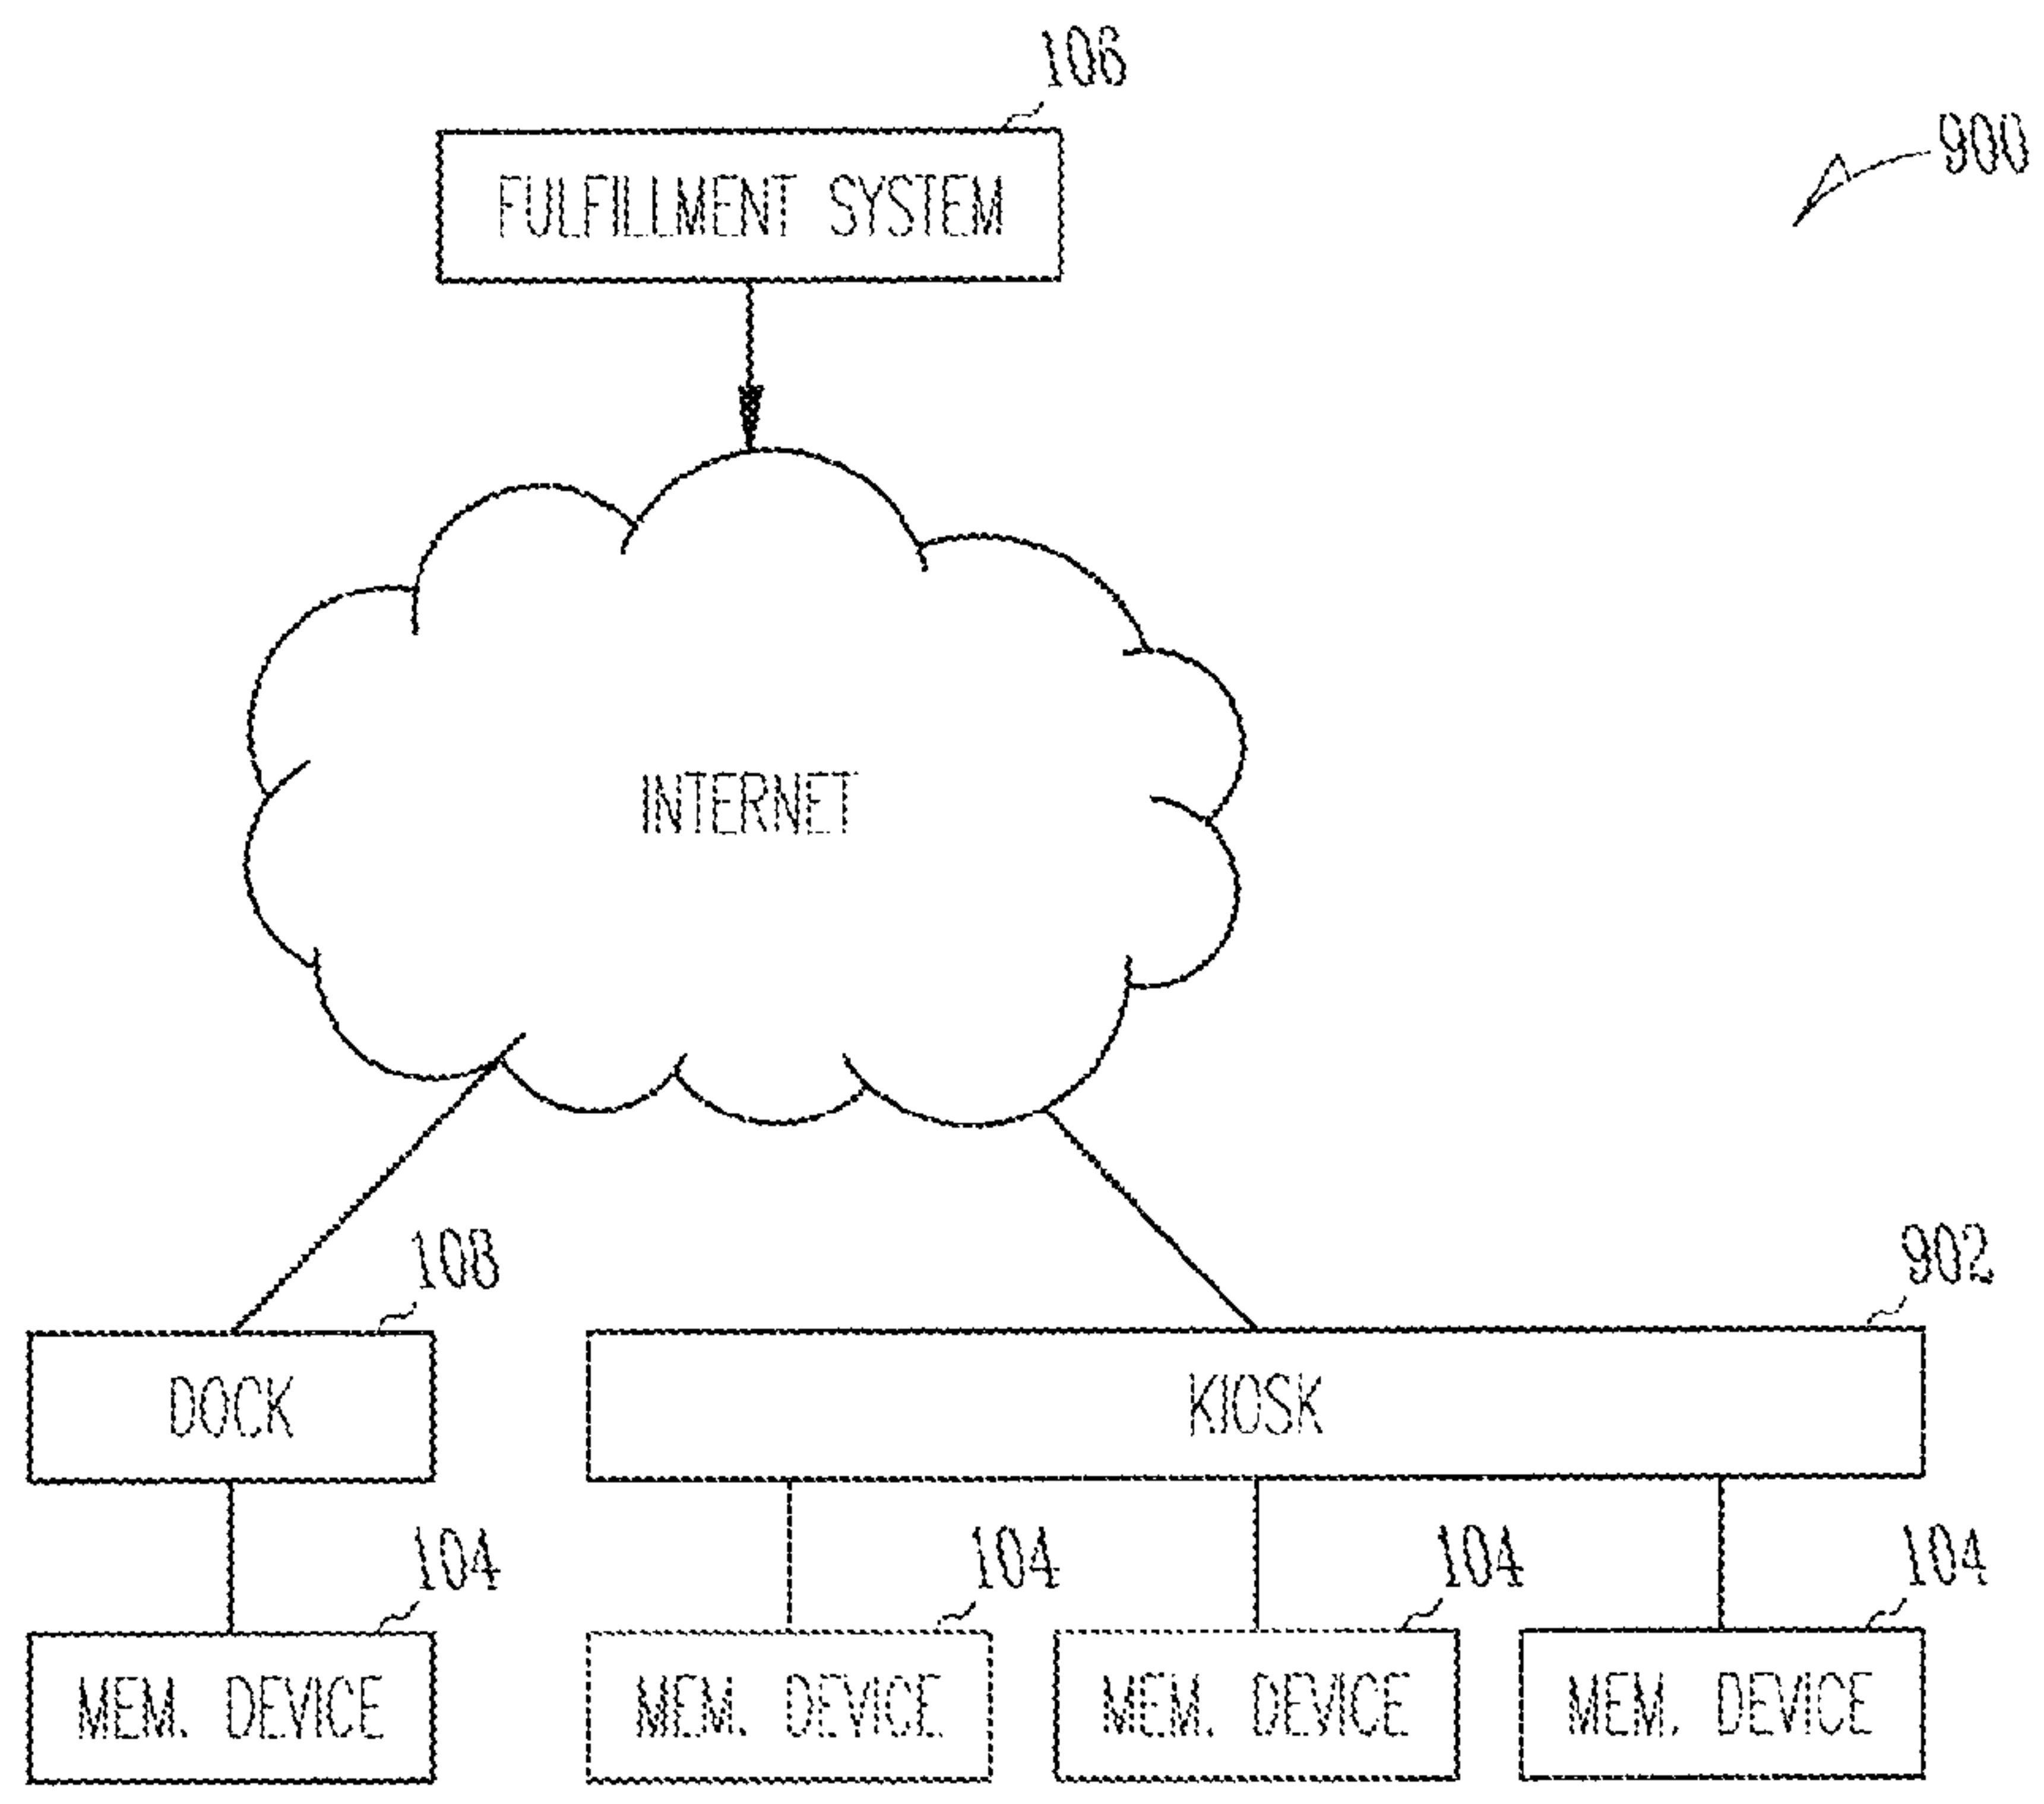 106
900
FULFILLMENT SYSTEM
INTERNET
108
902
DOCK
KIOSK
104
104
104
104
MEM. DEVICE
MEM. DEVICE
MEM. DEVICE
MEM. DEVICE